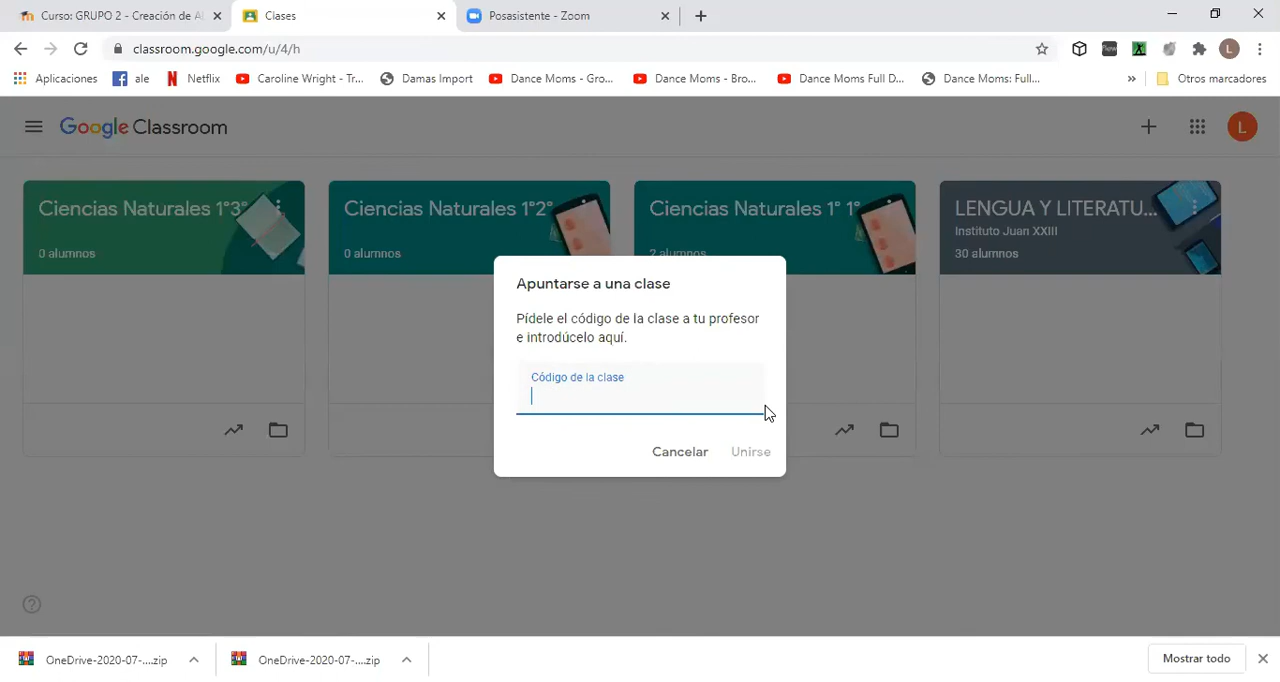 Curso: GRUPO 2 - Creación de A
Clases
Posasistente - Zoom
classroom.google.com/u/4/h
L
Aplicaciones
ale
Netflix
Caroline Wright - Tr...
Damas Import
Dance Moms - Gro...
Dance Moms - Bro...
Dance Moms Full D...
Dance Moms: Full...
»
Otros marcadores
Google Classroom
L
Ciencias Naturales 1°3°
0 alumnos
Ciencias Naturales 1°2°
0 alumnos
Ciencias Naturales 1° 1°
2 alumnos
LENGUA Y LITERATU...
Instituto Juan XXIII
30 alumnos
Apuntarse a una clase
Pídele el código de la clase a tu profesor
e introdúcelo aquí.
Código de la clase
Cancelar
Unirse
OneDrive-2020-07-....zip
OneDrive-2020-07-....zip
Mostrar todo